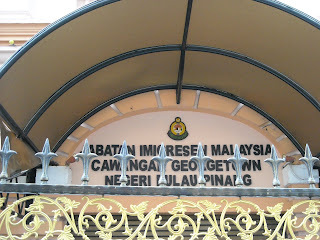 JABATAN IMIGRESEN MALAYSIA
CAWANGAN GEORGETOWN
NEGERI PULAU PINANG